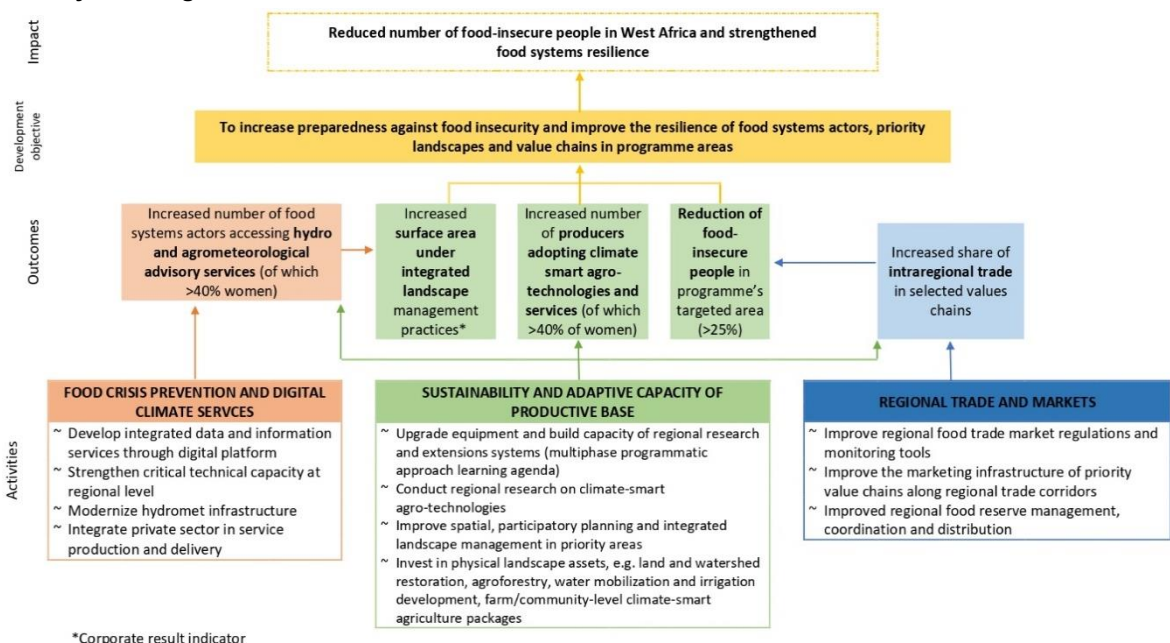 Impact
Reduced number of food-insecure people in West Africa and strengthened
food systems resilience
Development
objective
To increase preparedness against food insecurity and improve the resilience of food systems actors, priority
landscapes and value chains in programme areas
Outcomes
Increased number of food
systems actors accessing hydro
and agrometeorological
advisory services (of which
>40% women)
Increased
surface area
under
integrated
landscape
management
practices*
Increased number
of producers
adopting climate
smart agro-
technologies and
services (of which
>40% of women)
Reduction of
food-
insecure
people in
programme's
targeted area
(>25%)
Increased share of
intraregional trade
in selected values
chains
Activities
FOOD CRISIS PREVENTION AND DIGITAL
CLIMATE SERVCES
~ Develop integrated data and information
services through digital platform
~ Strengthen critical technical capacity at
regional level
~ Modernize hydromet infrastructure
~ Integrate private sector in service
production and delivery
SUSTAINABILITY AND ADAPTIVE CAPACITY OF
PRODUCTIVE BASE
~ Upgrade equipment and build capacity of regional research
and extensions systems (multiphase programmatic
approach learning agenda)
~ Conduct regional research on climate-smart
agro-technologies
~ Improve spatial, participatory planning and integrated
landscape management in priority areas
~ Invest in physical landscape assets, e.g. land and watershed
restoration, agroforestry, water mobilization and irrigation
development, farm/community-level climate-smart
agriculture packages
REGIONAL TRADE AND MARKETS
~ Improve regional food trade market regulations and
monitoring tools
~ Improve the marketing infrastructure of priority
value chains along regional trade corridors
~ Improved regional food reserve management,
coordination and distribution
*Corporate result indicator